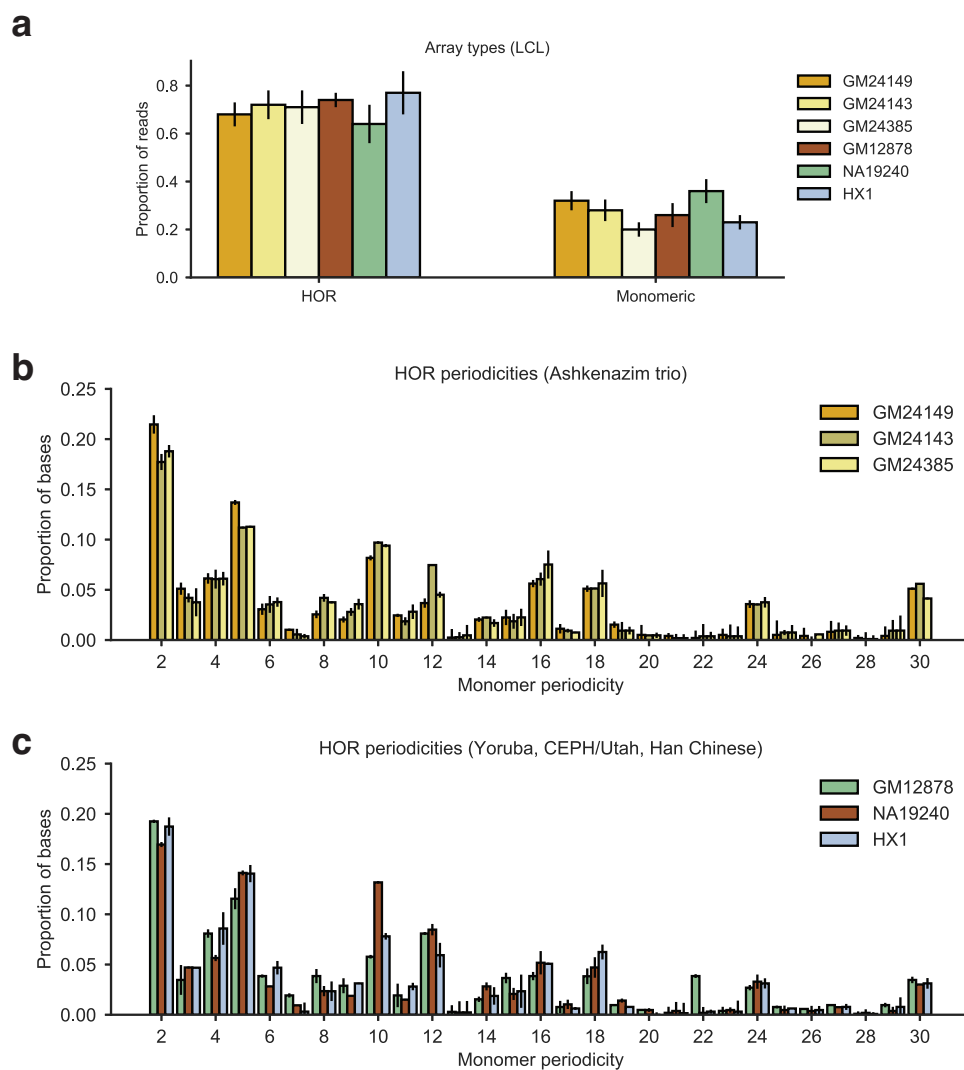 a
Array types (LCL)
Proportion of reads
0.8
0.6
0.4
0.2
0.0
HOR
Monomeric
GM24149
GM24143
GM24385
GM12878
NA19240
HX1
b
HOR periodicities (Ashkenazim trio)
Proportion of bases
0.25
0.20
0.15
0.10
0.05
0.00
2 4 6 8 10 12 14 16 18 20 22 24 26 28 30
Monomer periodicity
GM24149
GM24143
GM24385
c
HOR periodicities (Yoruba, CEPH/Utah, Han Chinese)
Proportion of bases
0.25
0.20
0.15
0.10
0.05
0.00
2 4 6 8 10 12 14 16 18 20 22 24 26 28 30
Monomer periodicity
GM12878
NA19240
HX1